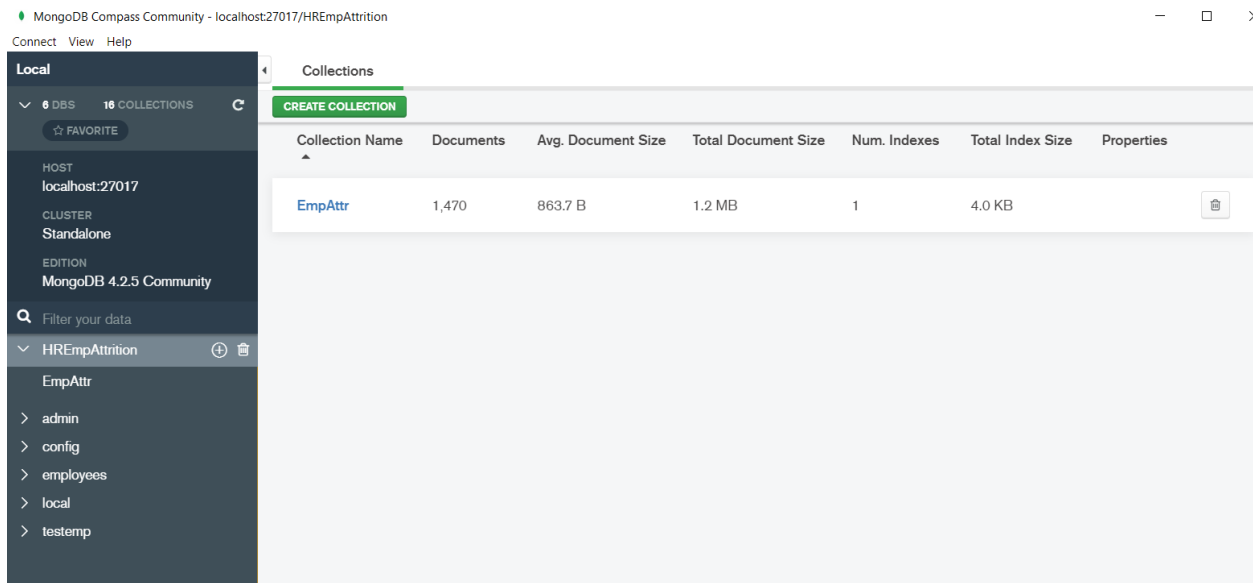 MongoDB Compass Community - localhost:27017/HREmpAttrition
Connect View Help
Local
6 DBS 16 COLLECTIONS
FAVORITE
HOST
localhost:27017
CLUSTER
Standalone
EDITION
MongoDB 4.2.5 Community
Filter your data
HREmpAttrition
EmpAttr
admin
config
employees
local
testemp
Collections
CREATE COLLECTION
Collection Name Documents Avg. Document Size Total Document Size Num. Indexes Total Index Size Properties
EmpAttr 1,470 863.7 B 1.2 MB 1 4.0 KB